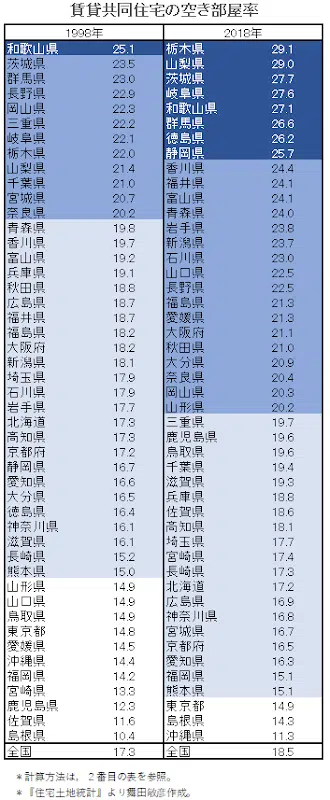 賃貸共同住宅の空き部屋率
1998年 2018年
和歌山県 25.1 栃木県 29.1
茨城県 23.5 山梨県 29.0
群馬県 23.0 茨城県 27.7
長野県 22.9 岐阜県 27.6
岡山県 22.3 和歌山県 27.1
三重県 22.2 群馬県 26.6
岐阜県 22.1 徳島県 26.2
栃木県 22.0 静岡県 25.7
山梨県 21.4 香川県 24.4
千葉県 21.0 福井県 24.1
宮城県 20.7 富山県 24.1
奈良県 20.2 青森県 24.0
青森県 19.8 岩手県 23.8
香川県 19.7 新潟県 23.7
富山県 19.2 石川県 23.0
兵庫県 19.1 山口県 22.5
秋田県 18.8 長野県 22.5
広島県 18.7 福島県 21.3
福井県 18.7 愛媛県 21.3
福島県 18.2 大阪府 21.1
大阪府 18.2 秋田県 21.0
新潟県 18.1 大分県 20.9
埼玉県 17.9 奈良県 20.4
石川県 17.9 岡山県 20.3
岩手県 17.7 山形県 20.2
北海道 17.3 三重県 19.7
高知県 17.3 鹿児島県 19.6
京都府 17.2 鳥取県 19.6
静岡県 16.7 千葉県 19.4
愛知県 16.6 滋賀県 19.3
大分県 16.5 兵庫県 18.8
徳島県 16.4 佐賀県 18.6
神奈川県 16.1 高知県 18.1
滋賀県 16.1 埼玉県 17.7
長崎県 15.2 宮崎県 17.4
熊本県 15.0 長崎県 17.3
山形県 14.9 北海道 17.2
山口県 14.9 広島県 16.9
鳥取県 14.9 神奈川県 16.8
東京都 14.8 宮城県 16.7
愛媛県 14.5 京都府 16.5
沖縄県 14.4 愛知県 16.3
福岡県 14.2 福岡県 15.1
宮崎県 13.3 熊本県 15.1
鹿児島県 12.3 東京都 14.9
佐賀県 11.6 島根県 14.3
島根県 10.4 沖縄県 11.3
全国 17.3 全国 18.5
*計算方法は、2番目の表を参照。
*『住宅土地統計』より舞田敏彦作成。